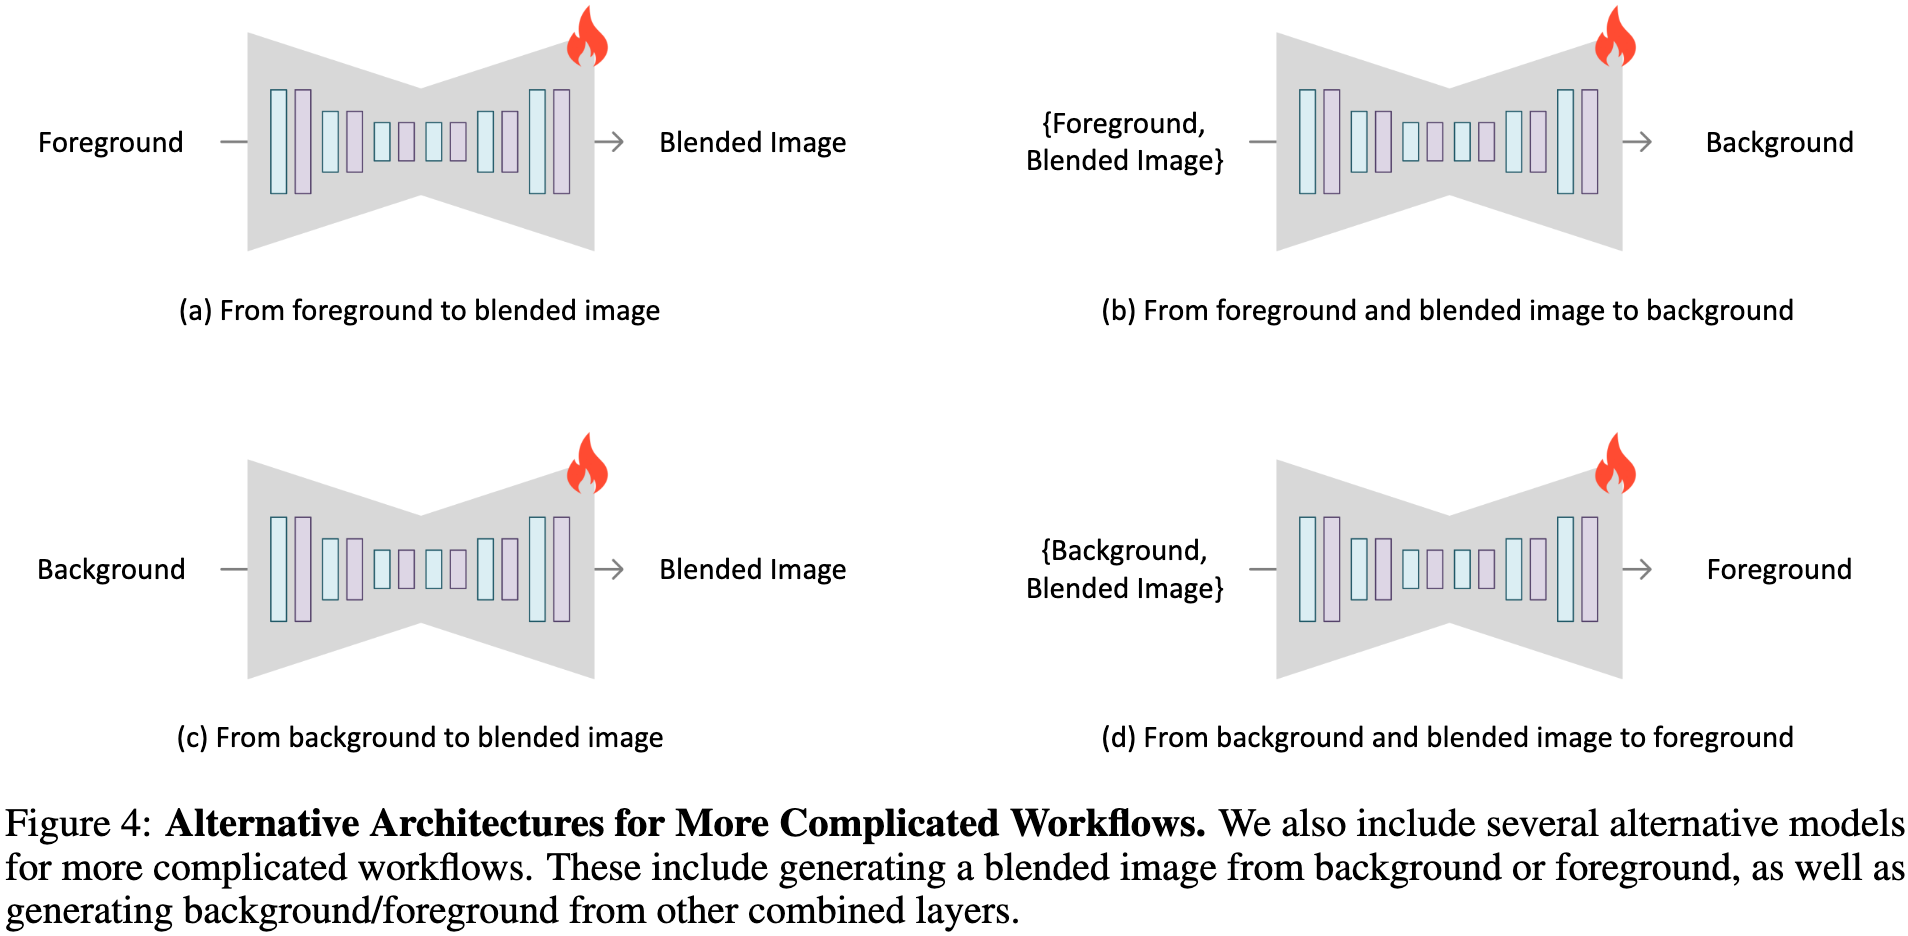 Foreground
Blended Image
(a) From foreground to blended image
{Foreground,
Blended Image}
Background
(b) From foreground and blended image to background
Background
Blended Image
(c) From background to blended image
{Background,
Blended Image}
Foreground
(d) From background and blended image to foreground
Figure 4: Alternative Architectures for More Complicated Workflows. We also include several alternative models
for more complicated workflows. These include generating a blended image from background or foreground, as well as
generating background/foreground from other combined layers.